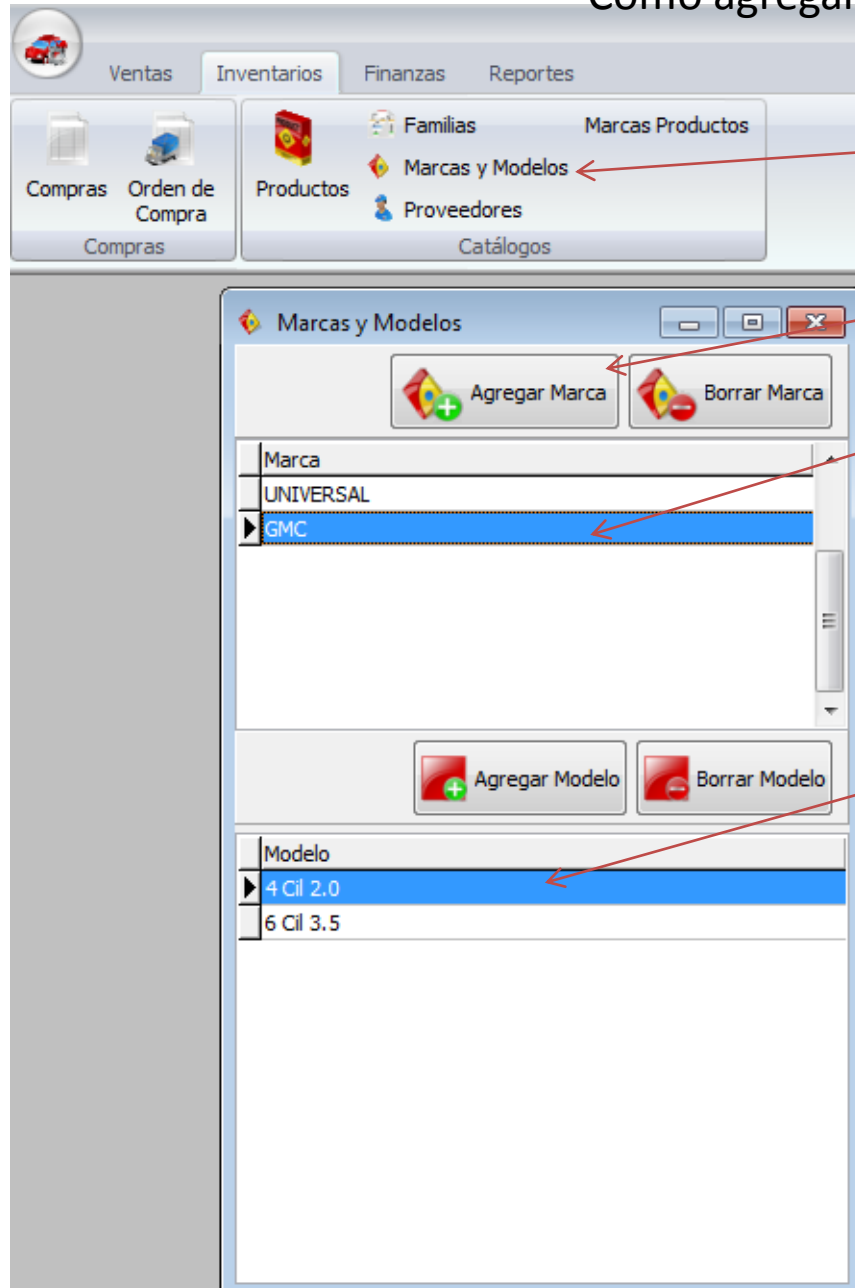 Como agregar
Ventas Inventarios Finanzas Reportes
Familias Marcas Productos
Marcas y Modelos
Compras Orden de Compra Productos
Proveedores
Compras Catálogos
Marcas y Modelos
Agregar Marca Borrar Marca
Marca
UNIVERSAL
GMC
Agregar Modelo Borrar Modelo
Modelo
4 Cil 2.0
6 Cil 3.5